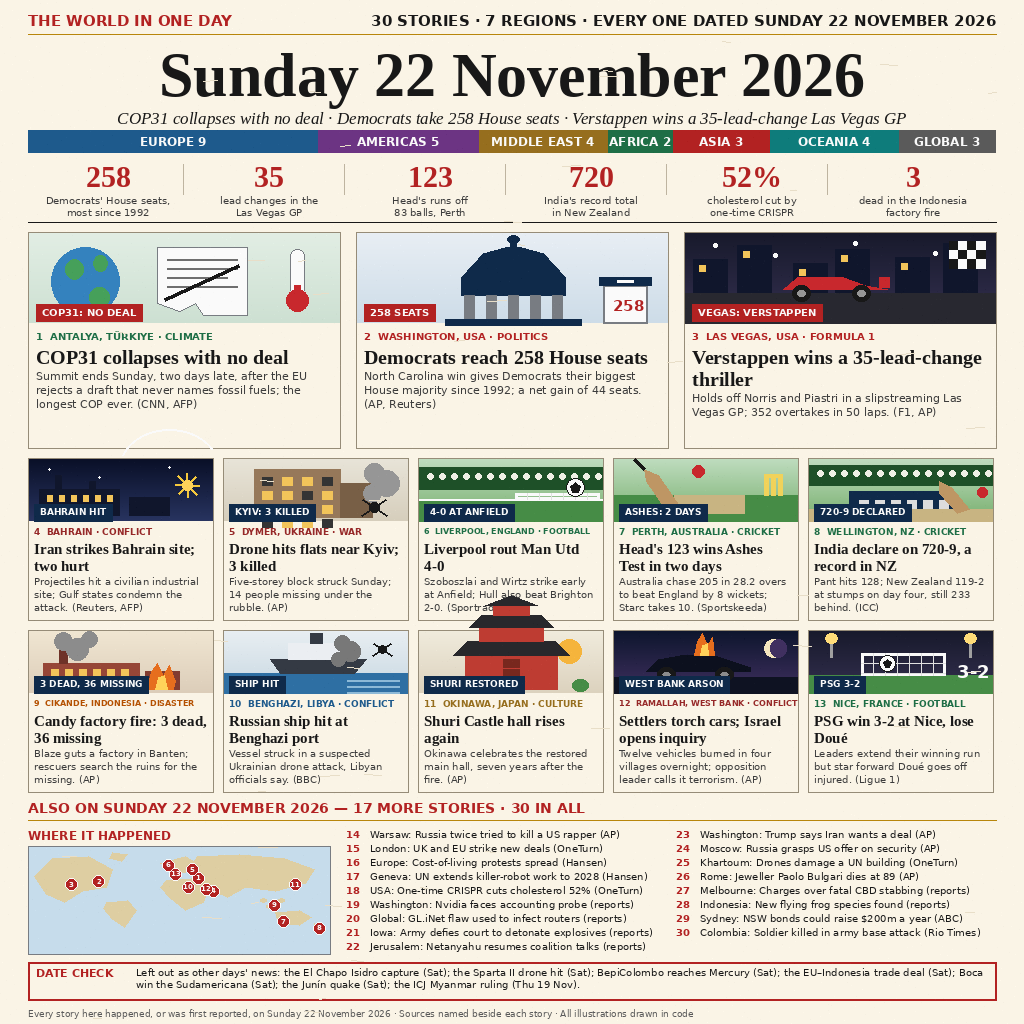 THE WORLD IN ONE DAY
30 STORIES · 7 REGIONS · EVERY ONE DATED SUNDAY 22 NOVEMBER 2026
Sunday 22 November 2026
COP31 collapses with no deal · Democrats take 258 House seats · Verstappen wins a 35-lead-change Las Vegas GP
EUROPE 9
AMERICAS 5
MIDDLE EAST 4
AFRICA 2
ASIA 3
OCEANIA 4
GLOBAL 3
258
Democrats' House seats,
most since 1992
35
lead changes in the
Las Vegas GP
123
Head's runs off
83 balls, Perth
720
India's record total
in New Zealand
52%
cholesterol cut by
one-time CRISPR
3
dead in the Indonesia
factory fire
COP31: NO DEAL
1 ANTALYA, TÜRKIYE · CLIMATE
COP31 collapses with no deal
Summit ends Sunday, two days late, after the EU
rejects a draft that never names fossil fuels; the
longest COP ever. (CNN, AFP)
258
258 SEATS
2 WASHINGTON, USA · POLITICS
Democrats reach 258 House seats
North Carolina win gives Democrats their biggest
House majority since 1992; a net gain of 44 seats.
(AP, Reuters)
VEGAS: VERSTAPPEN
3 LAS VEGAS, USA · FORMULA 1
Verstappen wins a 35-lead-change
thriller
Holds off Norris and Piastri in a slipstreaming Las
Vegas GP; 352 overtakes in 50 laps. (F1, AP)
BAHRAIN HIT
4 BAHRAIN · CONFLICT
Iran strikes Bahrain site;
two hurt
Projectiles hit a civilian industrial
site; Gulf states condemn the
attack. (Reuters, AFP)
KYIV: 3 KILLED
5 DYMER, UKRAINE · WAR
Drone hits flats near Kyiv;
3 killed
Five-storey block struck Sunday;
14 people missing under the
rubble. (AP)
4-0 AT ANFIELD
6 LIVERPOOL, ENGLAND · FOOTBALL
Liverpool rout Man Utd
4-0
Szoboszlai and Wirtz strike early
at Anfield; Hull also beat Brighton
2-0.
ASHES: 2 DAYS
7 PERTH, AUSTRALIA · CRICKET
Head's 123 wins Ashes
Test in two days
Australia chase 205 in 28.2 overs
to beat England by 8 wickets;
Starc takes 10. (Sportskeeda)
720-9 DECLARED
8 WELLINGTON, NZ · CRICKET
India declare on 720-9, a
record in NZ
Pant hits 128; New Zealand 119-2
at stumps on day four, still 233
behind. (ICC)
3 DEAD, 36 MISSING
9 CIKANDE, INDONESIA · DISASTER
Candy factory fire: 3 dead,
36 missing
Blaze guts a factory in Banten;
rescuers search the ruins for the
missing. (AP)
SHIP HIT
10 BENGHAZI, LIBYA · CONFLICT
Russian ship hit at
Benghazi port
Vessel struck in a suspected
Ukrainian drone attack, Libyan
officials say. (BBC)
SHURI RESTORED
11 OKINAWA, JAPAN · CULTURE
Shuri Castle hall rises
again
Okinawa celebrates the restored
main hall, seven years after the
fire. (AP)
WEST BANK ARSON
12 RAMALLAH, WEST BANK · CONFLICT
Settlers torch cars; Israel
opens inquiry
Twelve vehicles burned in four
villages overnight; opposition
leader calls it terrorism. (AP)
3-2
PSG 3-2
13 NICE, FRANCE · FOOTBALL
PSG win 3-2 at Nice, lose
Doué
Leaders extend their winning run
but star forward Doué goes off
injured. (Ligue 1)
ALSO ON SUNDAY 22 NOVEMBER 2026 — 17 MORE STORIES · 30 IN ALL
WHERE IT HAPPENED
3
2
6
13
5
1
10
12
11
9
7
8
14 Warsaw: Russia twice tried to kill a US rapper (AP)
15 London: UK and EU strike new deals (OneTurn)
16 Europe: Cost-of-living protests spread (Hansen)
17 Geneva: UN extends killer-robot work to 2028 (Hansen)
18 USA: One-time CRISPR cuts cholesterol 52% (OneTurn)
19 Washington: Nvidia faces accounting probe (reports)
20 Global: GL.iNet flaw used to infect routers (reports)
21 Iowa: Army defies court to detonate explosives (reports)
22 Jerusalem: Netanyahu resumes coalition talks (reports)
23 Washington: Trump says Iran wants a deal (AP)
24 Moscow: Russia grasps US offer on security (AP)
25 Khartoum: Drones damage a UN building (OneTurn)
26 Rome: Jeweller Paolo Bulgari dies at 89 (AP)
27 Melbourne: Charges over fatal CBD stabbing (reports)
28 Indonesia: New flying frog species found (reports)
29 Sydney: NSW bonds could raise $200m a year (ABC)
30 Colombia: Soldier killed in army base attack (Rio Times)
DATE CHECK
Left out as other days' news: the El Chapo Isidro capture (Sat); the Sparta II drone hit (Sat); BepiColombo reaches Mercury (Sat); the EU–Indonesia trade deal (Sat); Boca
win the Sudamericana (Sat); the Junín quake (Sat); the ICJ Myanmar ruling (Thu 19 Nov).
Every story here happened, or was first reported, on Sunday 22 November 2026 · Sources named beside each story · All illustrations drawn in code